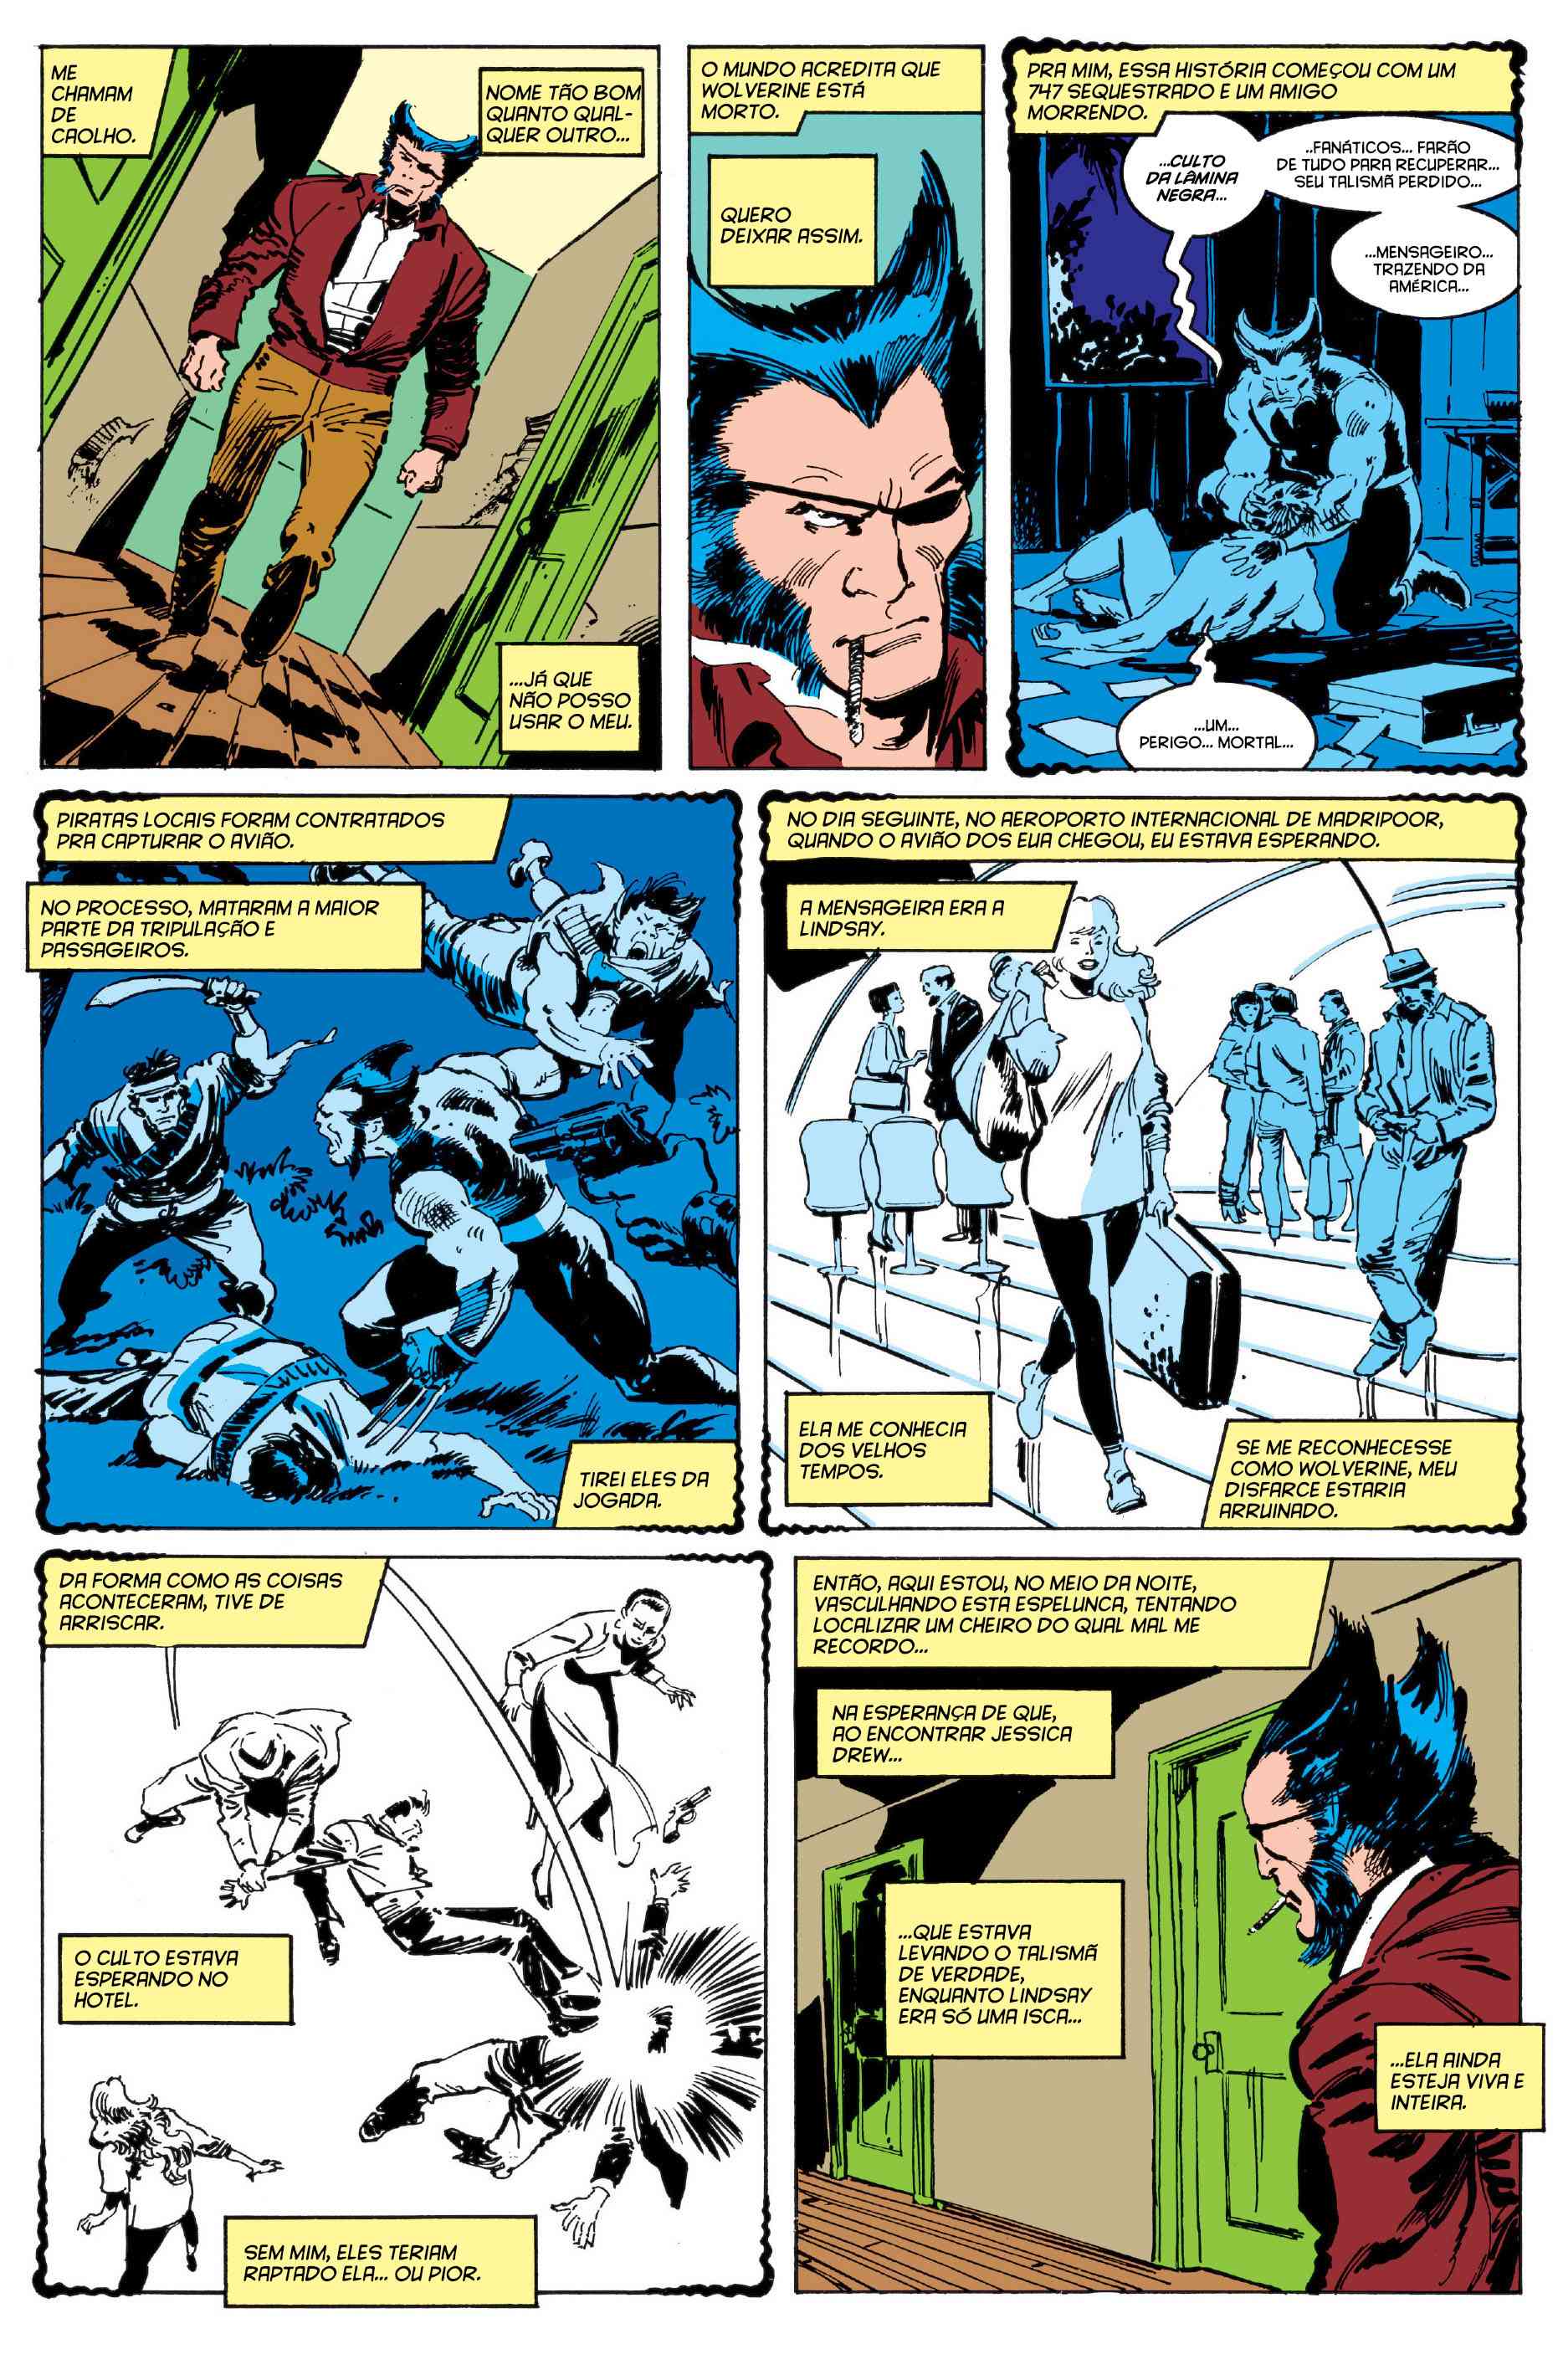 ME
CHAMAM
DE
CAOLHO.
NOME TÃO BOM
QUANTO QUAL-
QUER OUTRO...
...JÁ QUE
NÃO POSSO
USAR O MEU.
O MUNDO ACREDITA QUE
WOLVERINE ESTÁ
MORTO.
QUERO
DEIXAR ASSIM.
PRA MIM, ESSA HISTÓRIA COMEÇOU COM UM
747 SEQUESTRADO E UM AMIGO
MORRENDO.
...CULTO
DA LÂMINA
NEGRA...
..FANÁTICOS... FARÃO
DE TUDO PARA RECUPERAR...
SEU TALISMÃ PERDIDO...
...MENSAGEIRO...
TRAZENDO DA
AMÉRICA...
...UM...
PERIGO... MORTAL...
PIRATAS LOCAIS FORAM CONTRATADOS
PRA CAPTURAR O AVIÃO.
NO PROCESSO, MATARAM A MAIOR
PARTE DA TRIPULAÇÃO E
PASSAGEIROS.
TIREI ELES DA
JOGADA.
NO DIA SEGUINTE, NO AEROPORTO INTERNACIONAL DE MADRIPOOR,
QUANDO O AVIÃO DOS EUA CHEGOU, EU ESTAVA ESPERANDO.
A MENSAGEIRA ERA A
LINDSAY.
ELA ME CONHECIA
DOS VELHOS
TEMPOS.
SE ME RECONHECESSE
COMO WOLVERINE, MEU
DISFARCE ESTARIA
ARRUINADO.
DA FORMA COMO AS COISAS
ACONTECERAM, TIVE DE
ARRISCAR.
O CULTO ESTAVA
ESPERANDO NO
HOTEL.
SEM MIM, ELES TERIAM
RAPTADO ELA... OU PIOR.
ENTÃO, AQUI ESTOU, NO MEIO DA NOITE,
VASCULHANDO ESTA ESPELUNCA, TENTANDO
LOCALIZAR UM CHEIRO DO QUAL MAL ME
RECORDO...
NA ESPERANÇA DE QUE,
AO ENCONTRAR JESSICA
DREW...
...QUE ESTAVA
LEVANDO O TALISMÃ
DE VERDADE,
ENQUANTO LINDSAY
ERA SÓ UMA ISCA...
...ELA AINDA
ESTEJA VIVA E
INTEIRA.